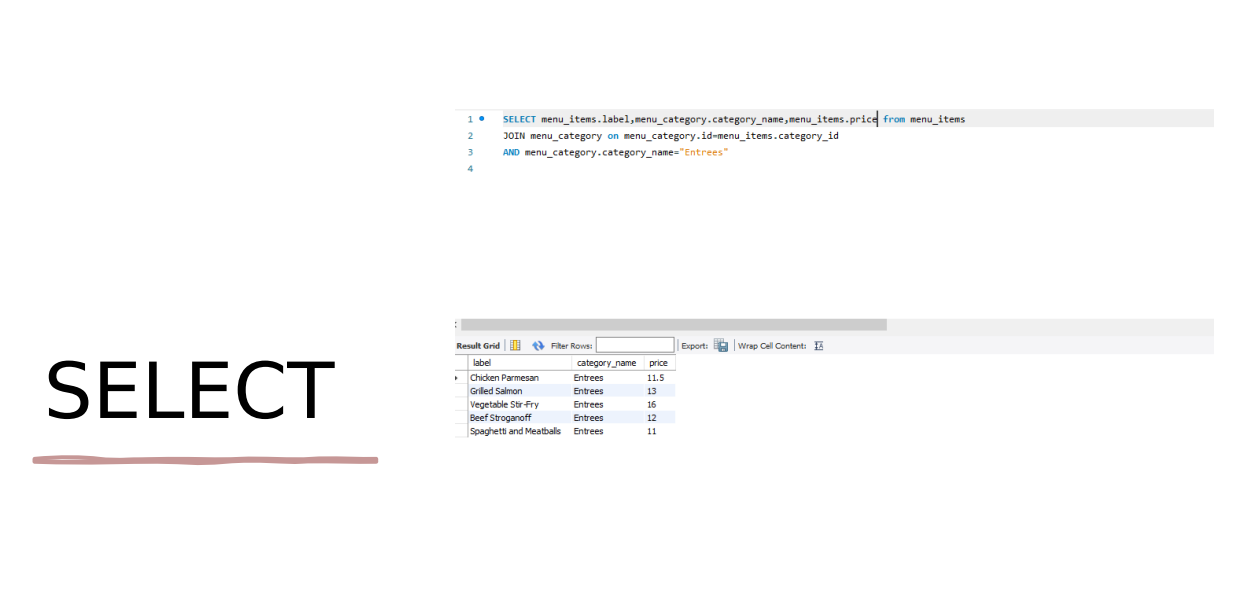 1 SELECT menu_items.label,menu_category.category_name,menu_items.price from menu_items
2 JOIN menu_category on menu_category.id=menu_items.category_id
3 AND menu_category.category_name="Entrees"
4
SELECT
Result Grid Filter Rows: Export: Wrap Cell Content:
label category_name price
Chicken Parmesan Entrees 11.5
Grilled Salmon Entrees 13
Vegetable Stir-Fry Entrees 16
Beef Stroganoff Entrees 12
Spaghetti and Meatballs Entrees 11